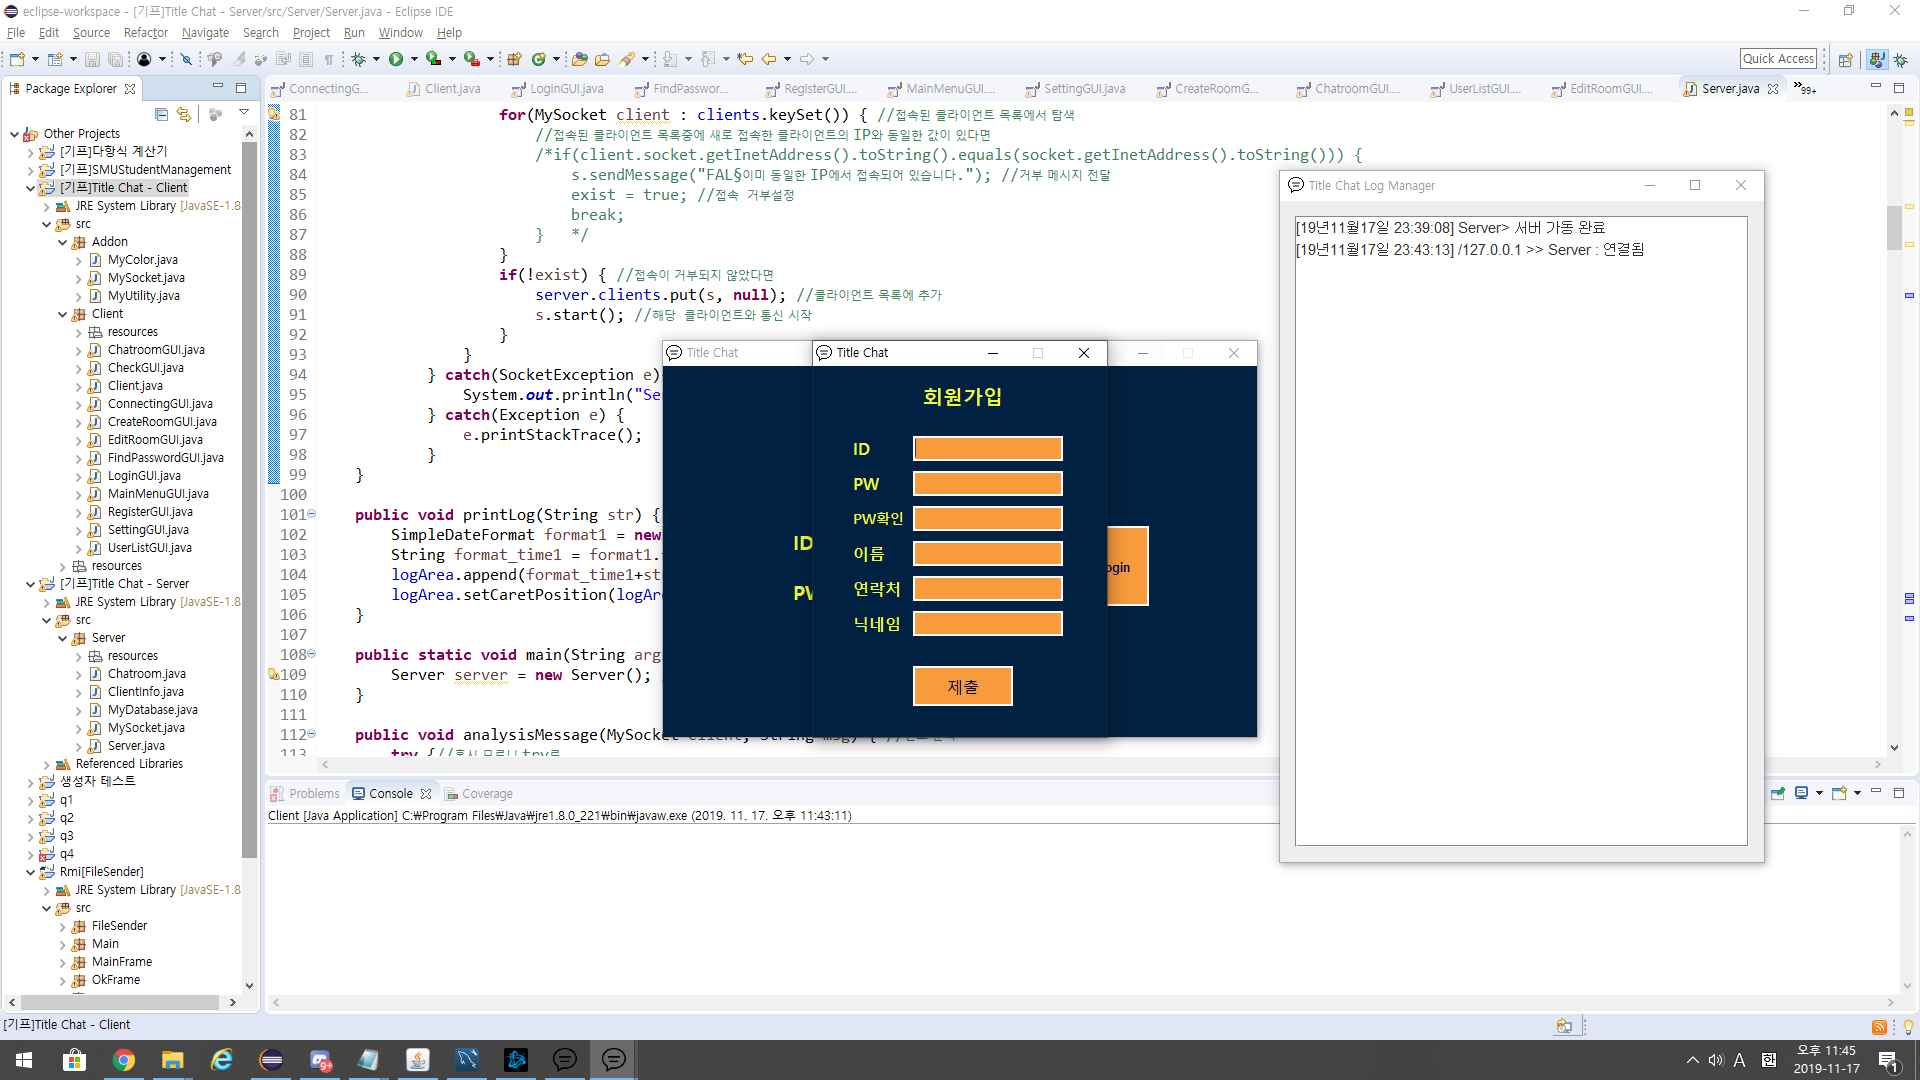 eclipse-workspace - [기프]Title Chat - Server/src/Server/Server.java - Eclipse IDE
File Edit Source Refactor Navigate Search Project Run Window Help
Quick Access
Package Explorer
ConnectingG... Client.java LoginGUI.java FindPasswor... RegisterGUI.... MainMenuGUI.... SettingGUI.java CreateRoomG... ChatroomGUI.... UserListGUI.... EditRoomGUI.... Server.java 99+
Other Projects
[기프]다항식 계산기
[기프]SMUStudentManagement
[기프]Title Chat - Client
JRE System Library [JavaSE-1.8
src
Addon
MyColor.java
MySocket.java
MyUtility.java
Client
resources
ChatroomGUI.java
CheckGUI.java
Client.java
ConnectingGUI.java
CreateRoomGUI.java
EditRoomGUI.java
FindPasswordGUI.java
LoginGUI.java
MainMenuGUI.java
RegisterGUI.java
SettingGUI.java
UserListGUI.java
resources
[기프]Title Chat - Server
JRE System Library [JavaSE-1.8
src
Server
resources
Chatroom.java
ClientInfo.java
MyDatabase.java
MySocket.java
Server.java
Referenced Libraries
생성자 테스트
q1
q2
q3
q4
Rmi[FileSender]
JRE System Library [JavaSE-1.8
src
FileSender
Main
MainFrame
OkFrame
81 for(MySocket client : clients.keySet()) { //접속된 클라이언트 목록에서 탐색
82 //접속된 클라이언트 목록중에 새로 접속한 클라이언트의 IP와 동일한 값이 있다면
83 /*if(client.socket.getInetAddress().toString().equals(socket.getInetAddress().toString())) {
84 s.sendMessage("FAL§이미 동일한 IP에서 접속되어 있습니다."); //거부 메시지 전달
85 exist = true; //접속 거부설정
86 break;
87 } */
88 }
89 if(!exist) { //접속이 거부되지 않았다면
90 server.clients.put(s, null); //클라이언트 목록에 추가
91 s.start(); //해당 클라이언트와 통신 시작
92 }
93 }
94 } catch(SocketException e)
95 System.out.println("Se
96 } catch(Exception e) {
97 e.printStackTrace();
98 }
99 }
100
101 public void printLog(String str) {
102 SimpleDateFormat format1 = new
103 String format_time1 = format1.
104 logArea.append(format_time1+st
105 logArea.setCaretPosition(logAr
106 }
107
108 public static void main(String arg
109 Server server = new Server();
110 }
111
112 public void analysisMessage(MySocket client, String msg) {
113 try {//혹시 모르니 try로
Title Chat
ID
PW
ogin
Title Chat
회원가입
ID
PW
PW확인
이름
연락처
닉네임
제출
Title Chat Log Manager
[19년11월17일 23:39:08] Server> 서버 가동 완료
[19년11월17일 23:43:13] /127.0.0.1 >> Server : 연결됨
Problems Console Coverage
Client [Java Application] C:₩Program Files₩Java₩jre1.8.0_221₩bin₩javaw.exe (2019. 11. 17. 오후 11:43:11)
[기프]Title Chat - Client
9+
A 한
오후 11:45
2019-11-17
1